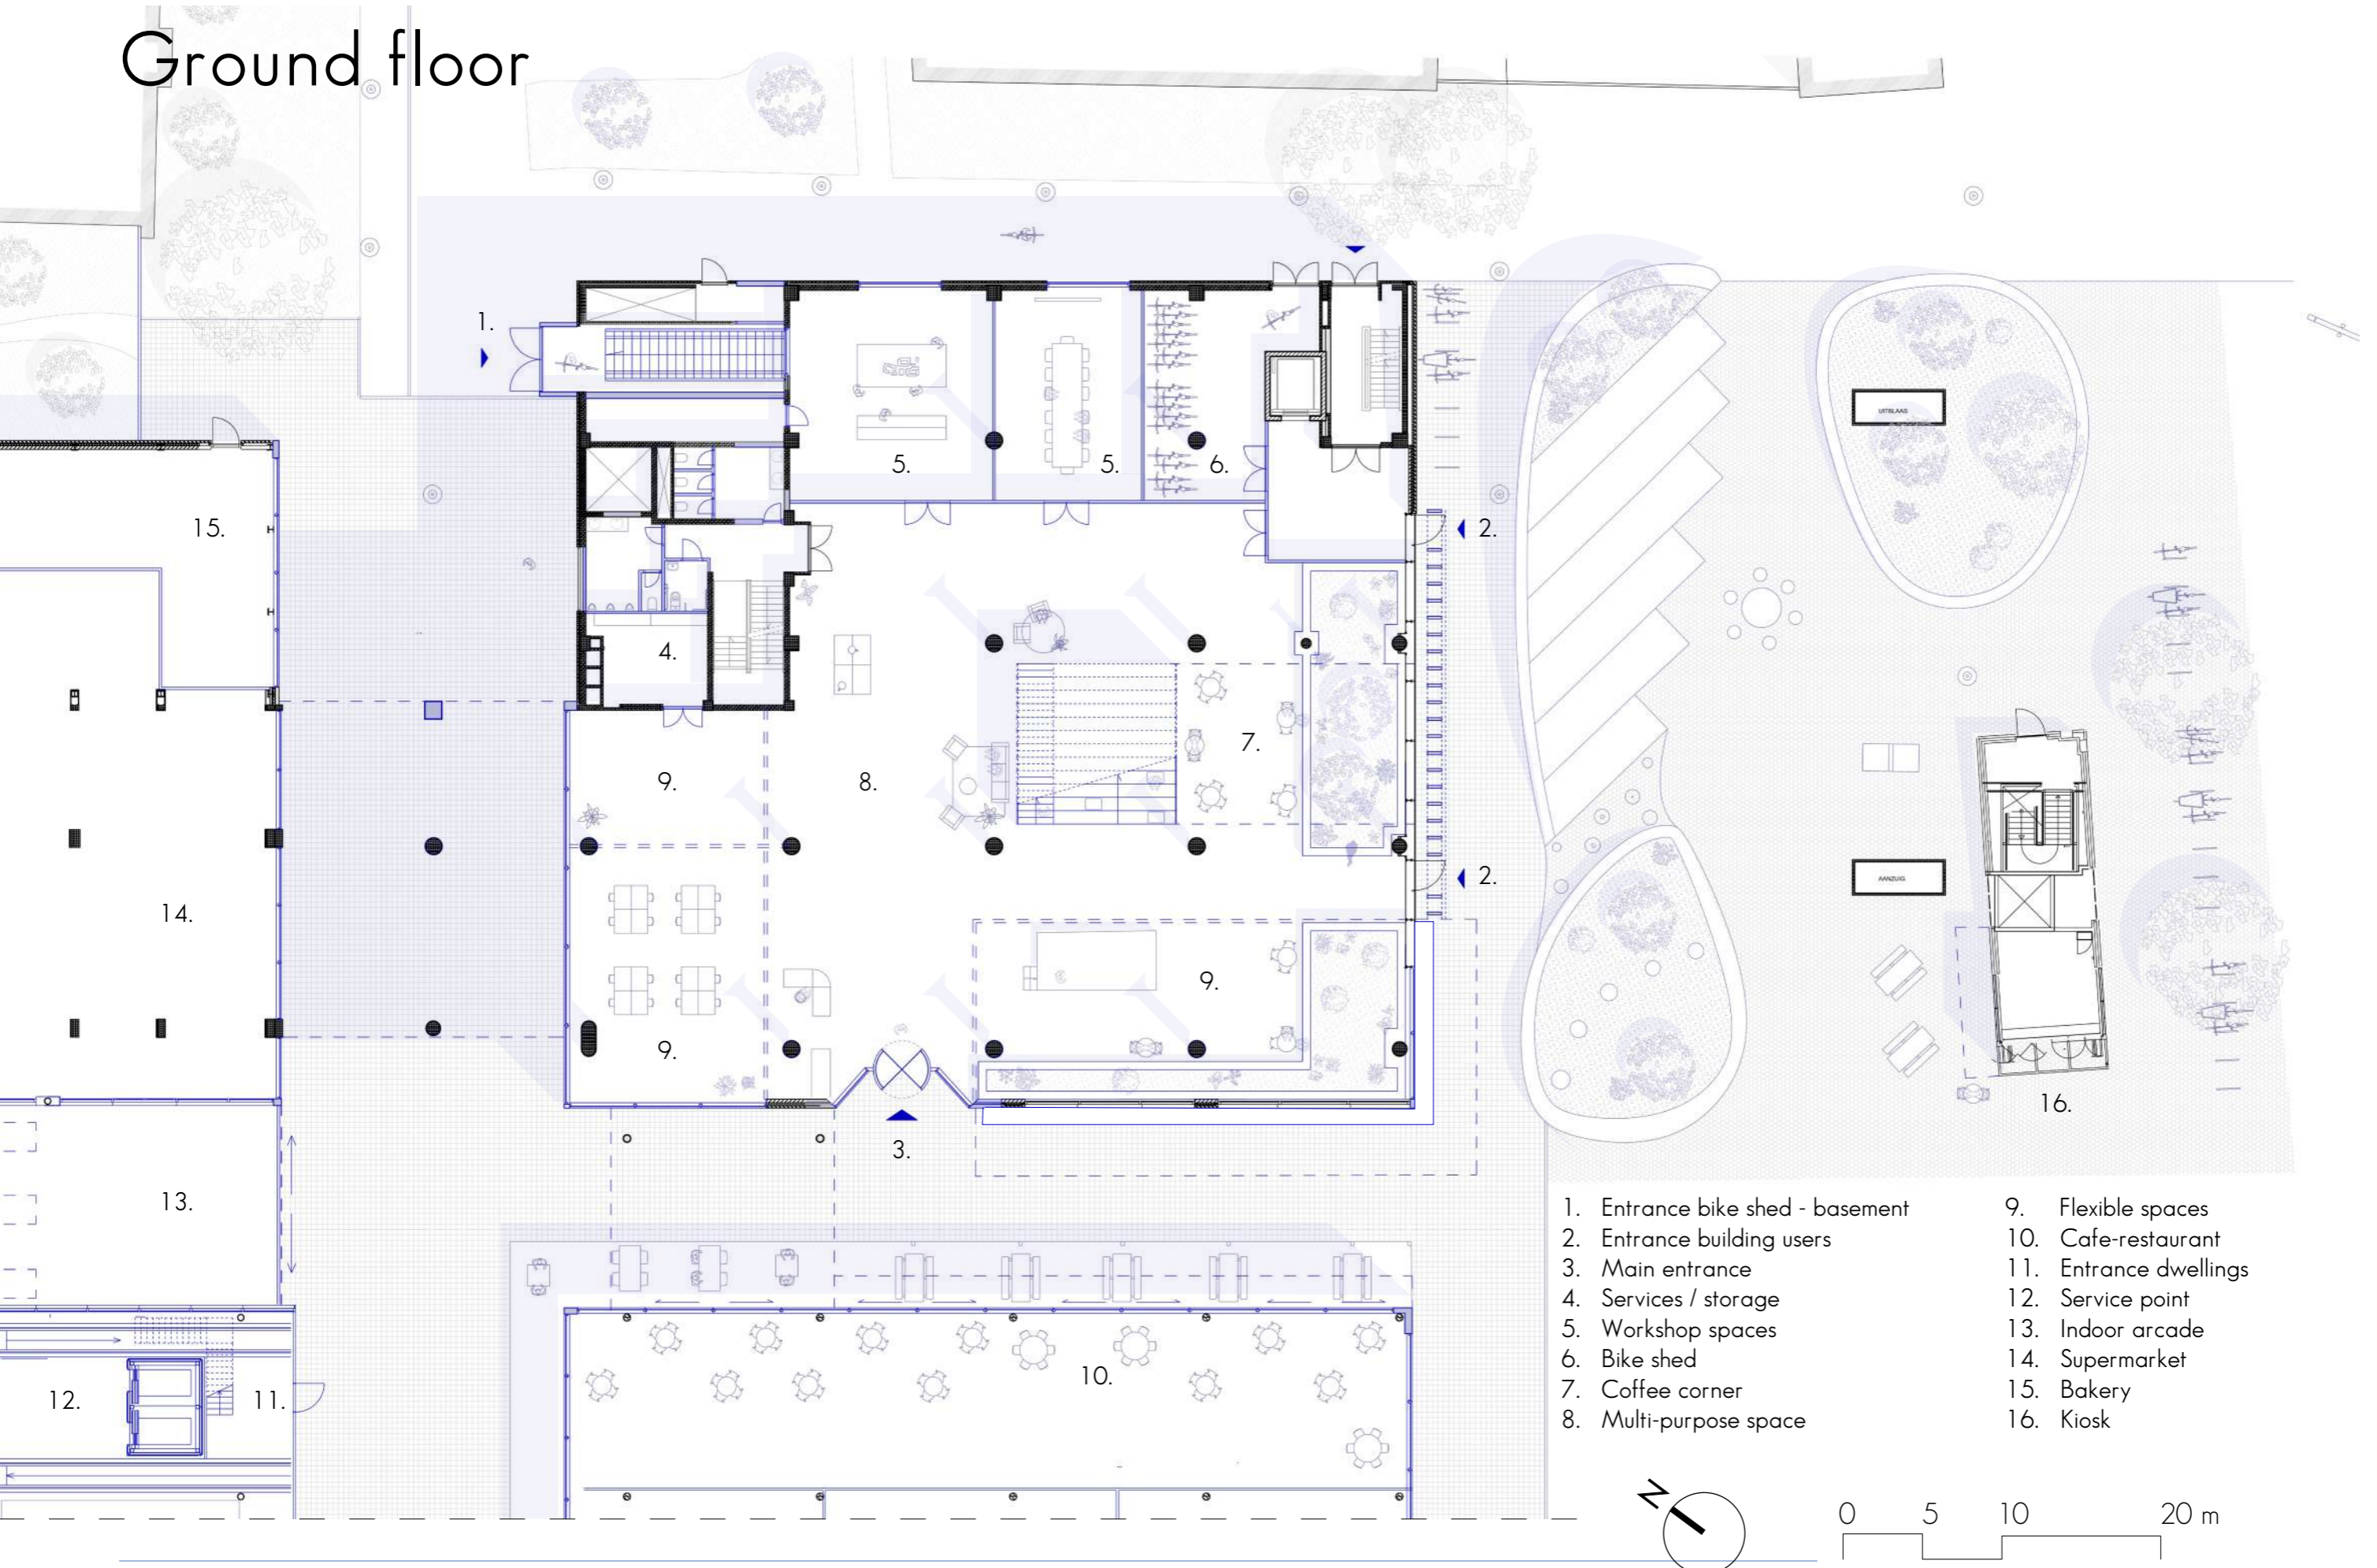 Ground floor
1.
5.
5.
6.
UITBLAAS
15.
2.
4.
7.
9.
8.
2.
AANZUIG
14.
9.
9.
3.
16.
13.
10.
12.
11.
1. Entrance bike shed - basement
2. Entrance building users
3. Main entrance
4. Services / storage
5. Workshop spaces
6. Bike shed
7. Coffee corner
8. Multi-purpose space
9. Flexible spaces
10. Cafe-restaurant
11. Entrance dwellings
12. Service point
13. Indoor arcade
14. Supermarket
15. Bakery
16. Kiosk
N
0 5 10 20 m